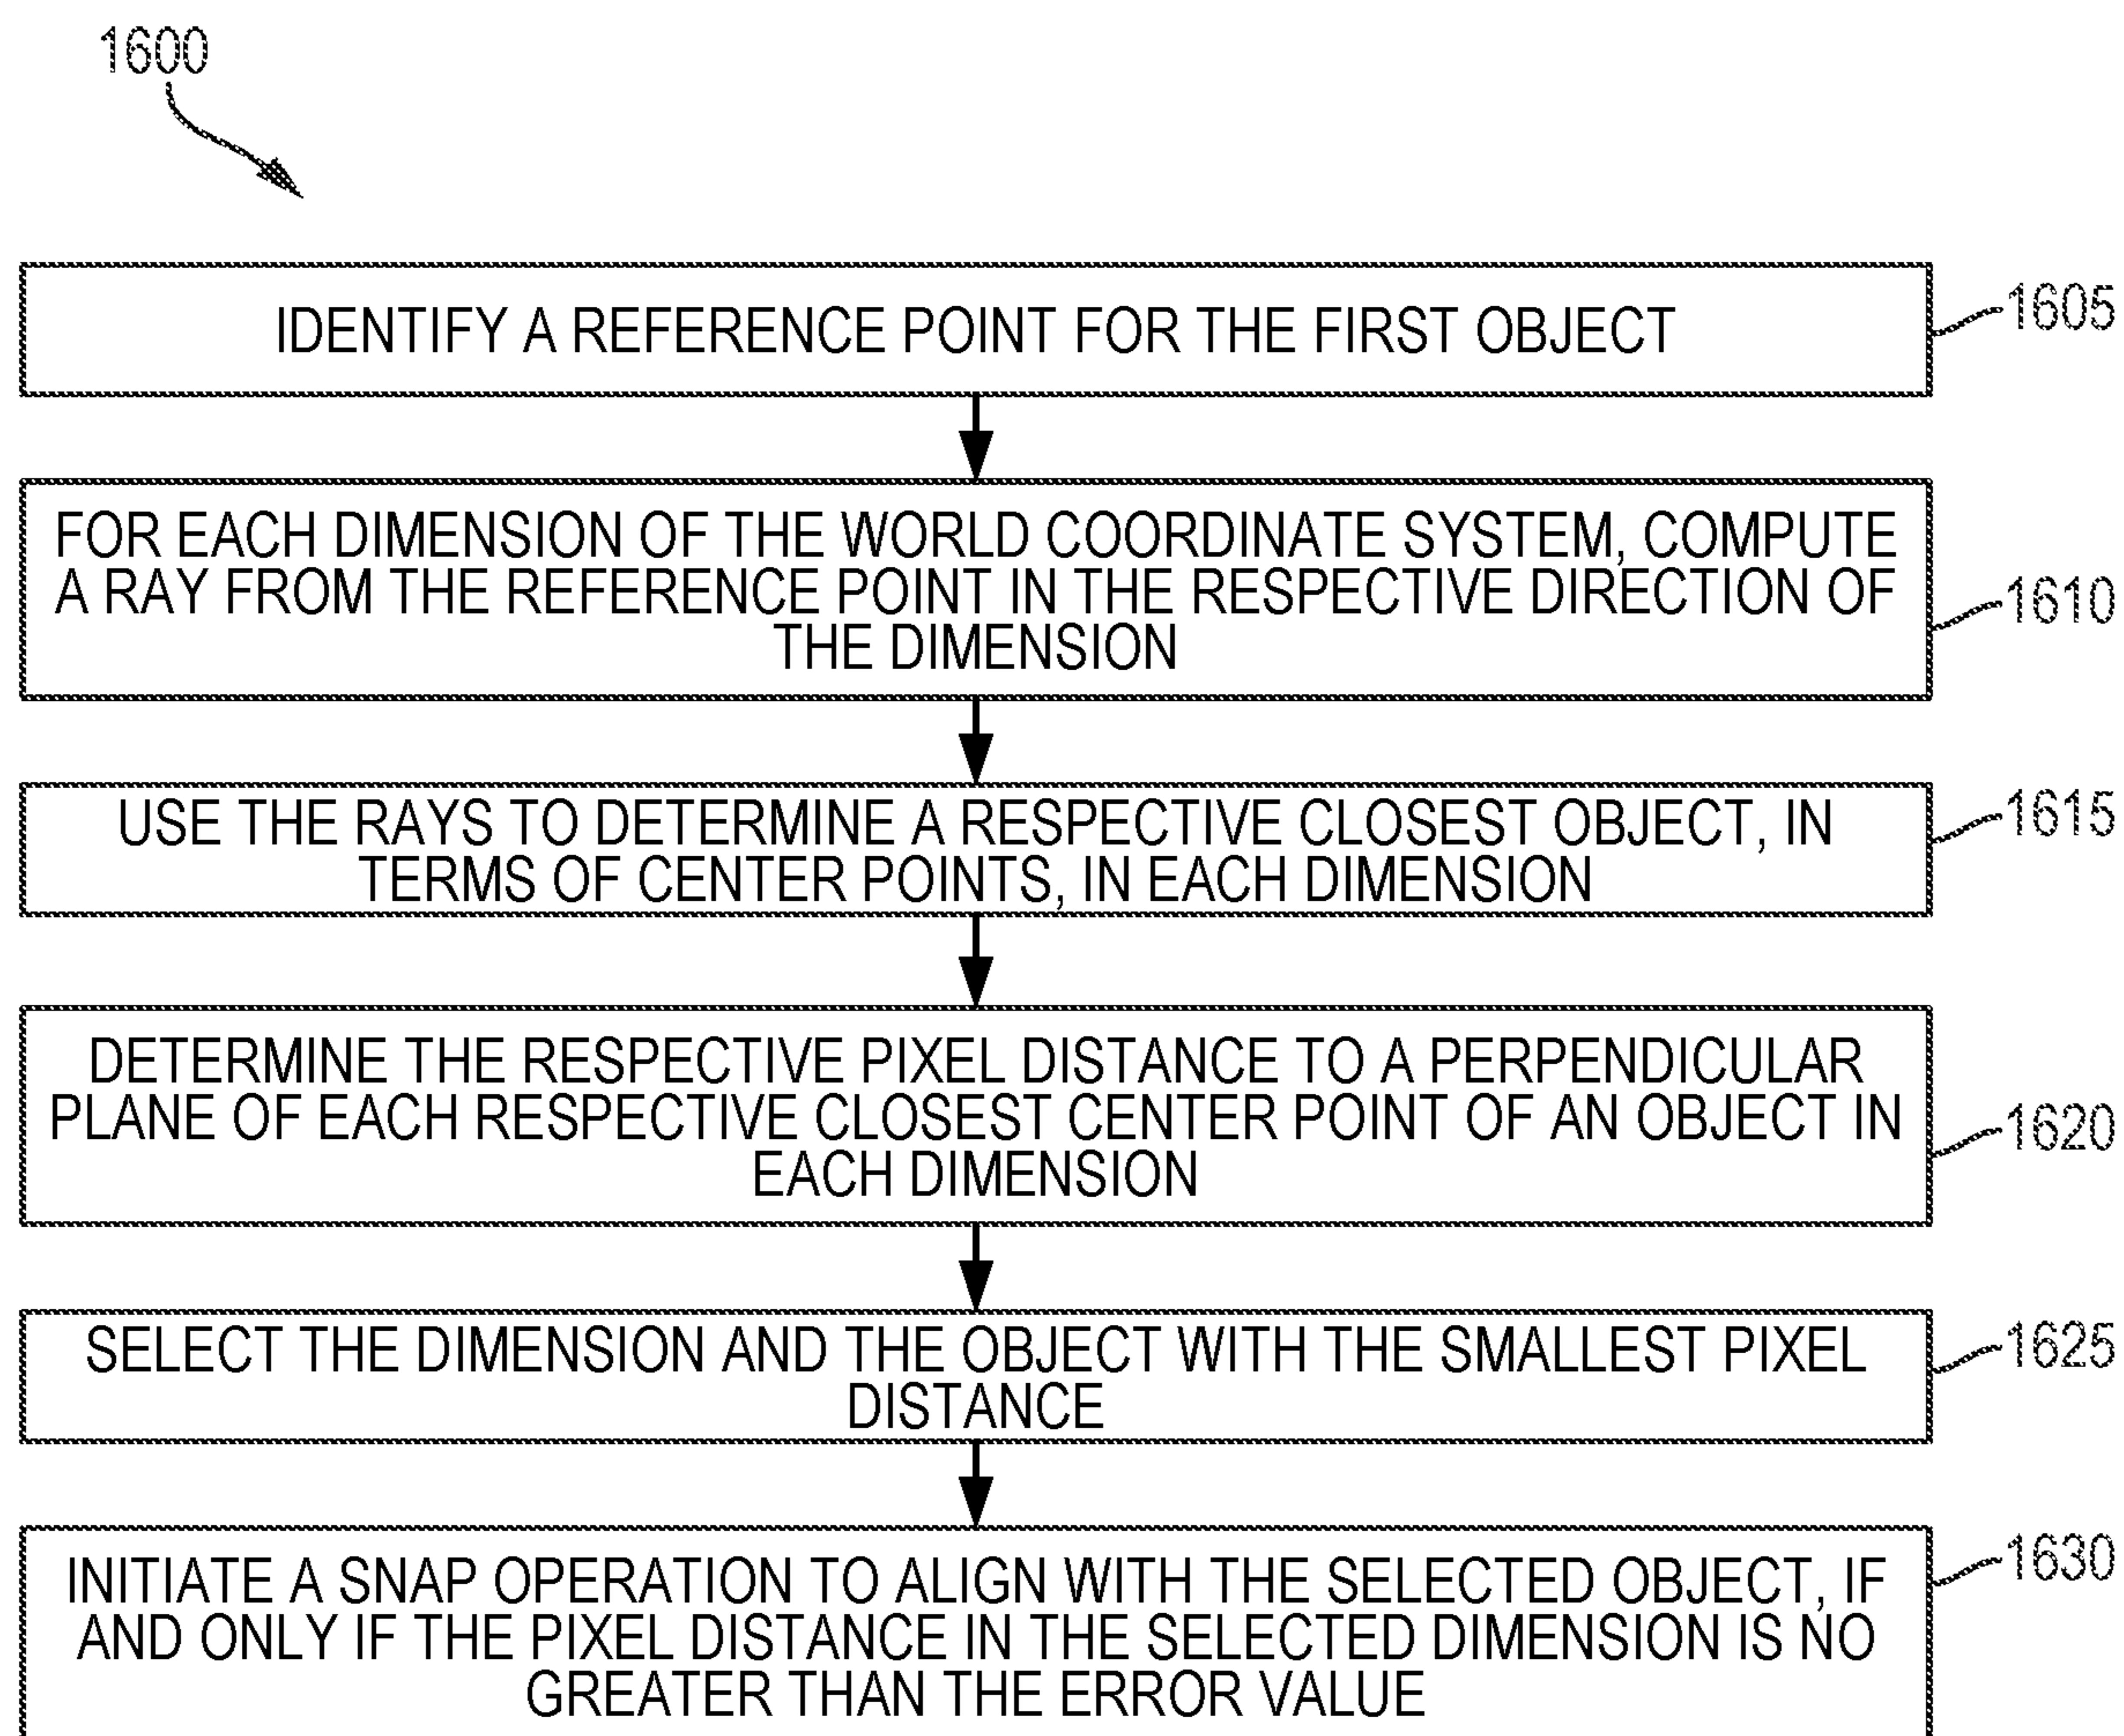 1600
IDENTIFY A REFERENCE POINT FOR THE FIRST OBJECT
1605
FOR EACH DIMENSION OF THE WORLD COORDINATE SYSTEM, COMPUTE
A RAY FROM THE REFERENCE POINT IN THE RESPECTIVE DIRECTION OF
THE DIMENSION
1610
USE THE RAYS TO DETERMINE A RESPECTIVE CLOSEST OBJECT, IN
TERMS OF CENTER POINTS, IN EACH DIMENSION
1615
DETERMINE THE RESPECTIVE PIXEL DISTANCE TO A PERPENDICULAR
PLANE OF EACH RESPECTIVE CLOSEST CENTER POINT OF AN OBJECT IN
EACH DIMENSION
1620
SELECT THE DIMENSION AND THE OBJECT WITH THE SMALLEST PIXEL
DISTANCE
1625
INITIATE A SNAP OPERATION TO ALIGN WITH THE SELECTED OBJECT, IF
AND ONLY IF THE PIXEL DISTANCE IN THE SELECTED DIMENSION IS NO
GREATER THAN THE ERROR VALUE
1630